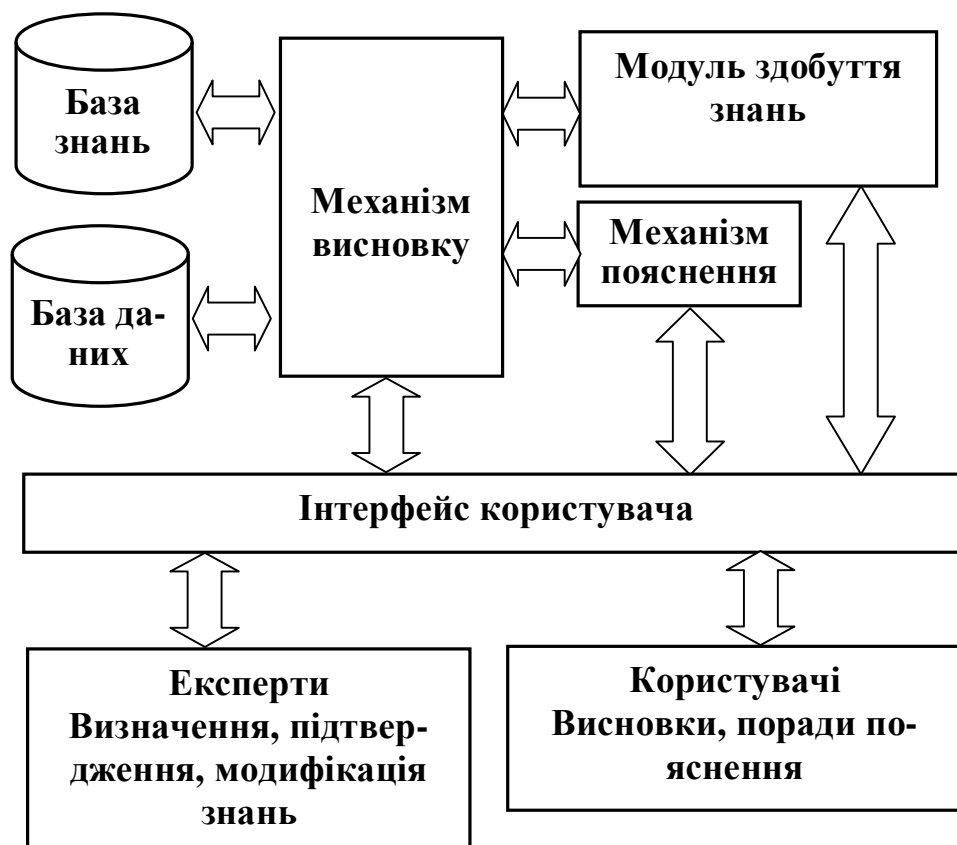 База
знань
База да-
них
Механізм
висновку
Модуль здобуття
знань
Механізм
пояснення
Інтерфейс користувача
Експерти
Визначення, підтвер-
дження, модифікація
знань
Користувачі
Висновки, поради по-
яснення